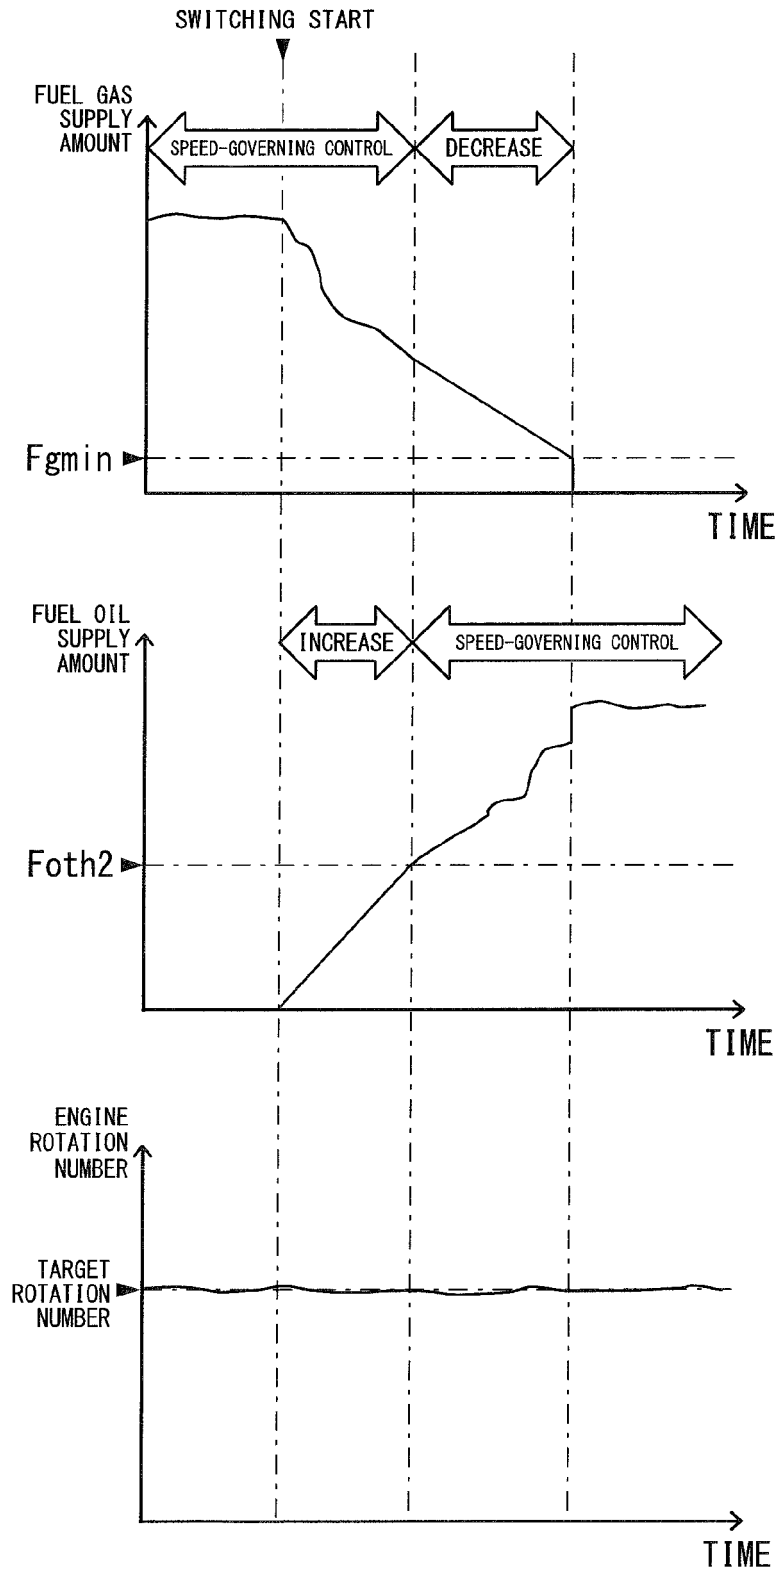 SWITCHING START
FUEL GAS
SUPPLY
AMOUNT
SPEED-GOVERNING CONTROL
DECREASE
Fgmin
TIME
FUEL OIL
SUPPLY
AMOUNT
INCREASE
SPEED-GOVERNING CONTROL
Foth2
TIME
ENGINE
ROTATION
NUMBER
TARGET
ROTATION
NUMBER
TIME